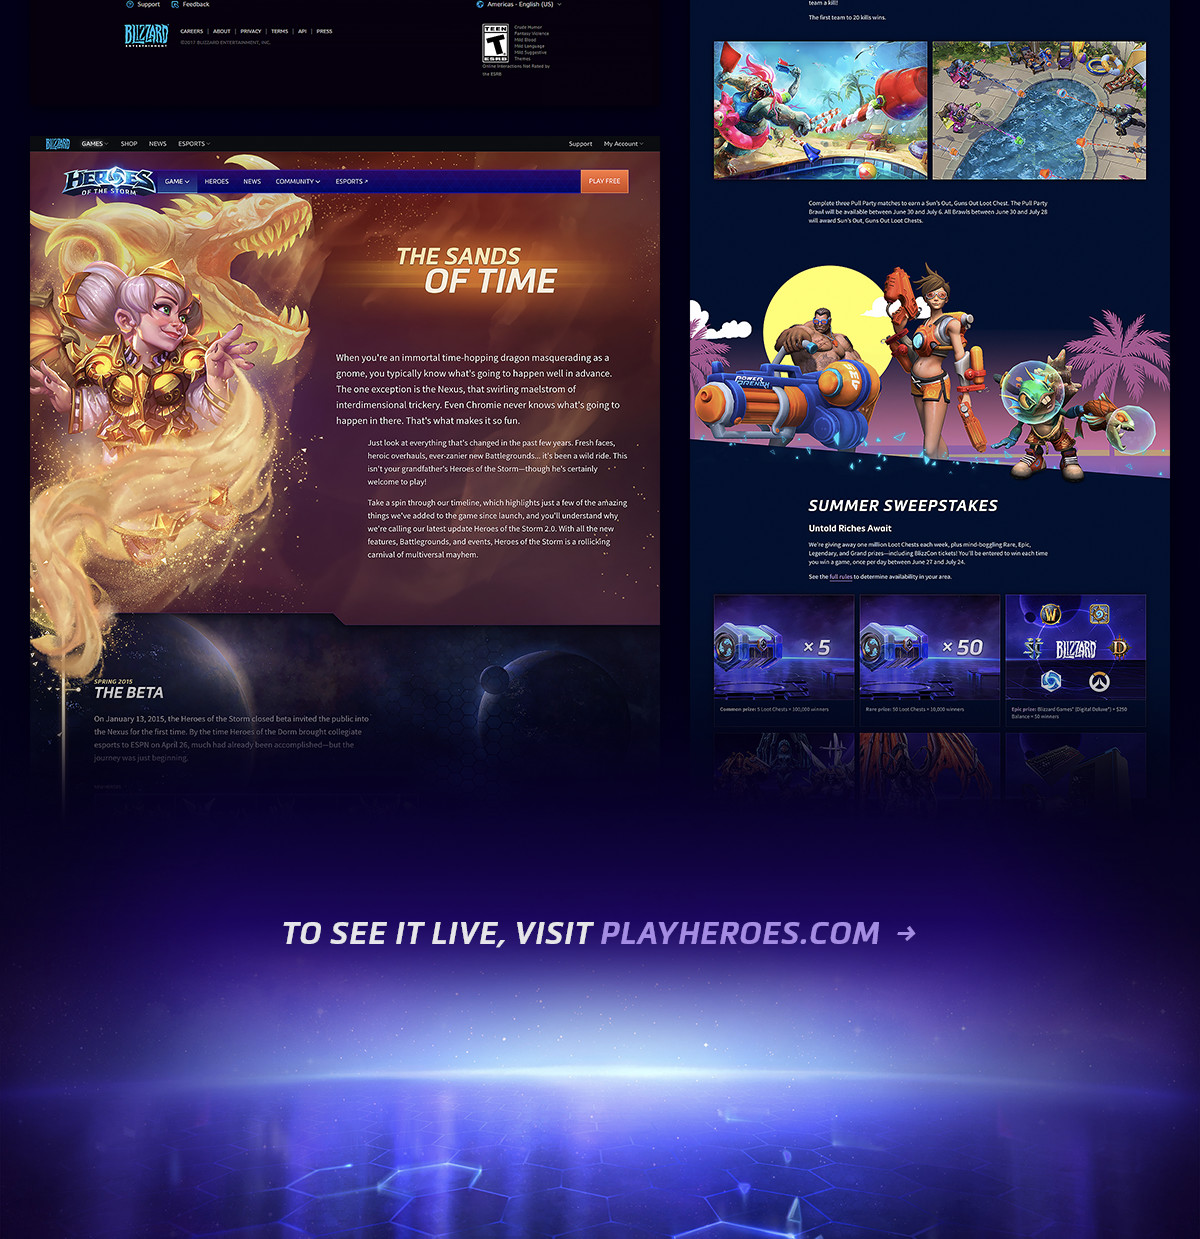 Support Feedback
Americas - English (US)
BLIZZARD
ENTERTAINMENT
CAREERS | ABOUT | PRIVACY | TERMS | API | PRESS
©2017 BLIZZARD ENTERTAINMENT, INC.
TEEN
T
ESRB
Crude Humor
Fantasy Violence
Mild Blood
Mild Language
Mild Suggestive
Themes
Online Interactions Not Rated by
the ESRB
BLIZZARD GAMES SHOP NEWS ESPORTS Support My Account
HEROES
OF THE STORM
GAME HEROES NEWS COMMUNITY ESPORTS PLAY FREE
THE SANDS
OF TIME
When you're an immortal time-hopping dragon masquerading as a
gnome, you typically know what's going to happen well in advance.
The one exception is the Nexus, that swirling maelstrom of
interdimensional trickery. Even Chromie never knows what's going to
happen in there. That's what makes it so fun.
Just look at everything that's changed in the past few years. Fresh faces,
heroic overhauls, ever-zanier new Battlegrounds... it's been a wild ride. This
isn't your grandfather's Heroes of the Storm—though he's certainly
welcome to play!
Take a spin through our timeline, which highlights just a few of the amazing
things we've added to the game since launch, and you'll understand why
we're calling our latest update Heroes of the Storm 2.0. With all the new
features, Battlegrounds, and events, Heroes of the Storm is a rollicking
carnival of multiversal mayhem.
SPRING 2015
THE BETA
On January 13, 2015, the Heroes of the Storm closed beta invited the public into
the Nexus for the first time. By the time Heroes of the Dorm brought collegiate
esports to ESPN on April 26, much had already been accomplished—but the
journey was just beginning.
team a kill!
The first team to 20 kills wins.
Complete three Pull Party matches to earn a Sun's Out, Guns Out Loot Chest. The Pull Party
Brawl will be available between June 30 and July 6. All Brawls between June 30 and July 28
will award Sun's Out, Guns Out Loot Chests.
POWER
DRENCH
SUMMER SWEEPSTAKES
Untold Riches Await
We're giving away one million Loot Chests each week, plus mind-boggling Rare, Epic,
Legendary, and Grand prizes—including BlizzCon tickets! You'll be entered to win each time
you win a game, once per day between June 27 and July 24.
See the full rules to determine availability in your area.
× 5
× 50
W
BLIZZARD
D
Common prize: 5 Loot Chests × 100,000 winners
Rare prize: 50 Loot Chests × 10,000 winners
Epic prize: Blizzard Games* (Digital Deluxe*) + $250
Balance × 50 winners
TO SEE IT LIVE, VISIT PLAYHEROES.COM →